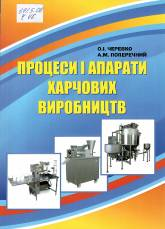 О.І. ЧЕРЕВКО
А.М. ПОПЕРЕЧНИЙ
ПРОЦЕСИ І АПАРАТИ
ХАРЧОВИХ
ВИРОБНИЦТВ